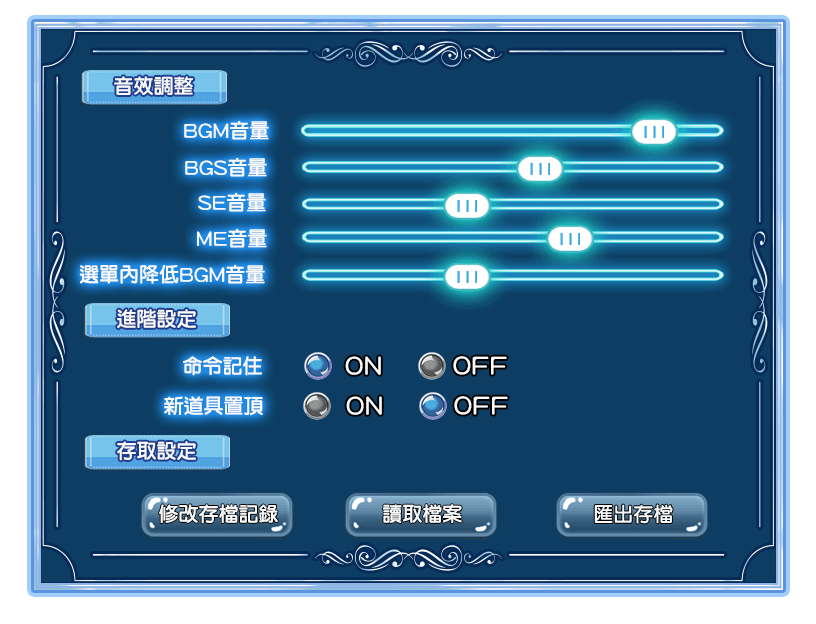 音效調整
BGM音量
BGS音量
SE音量
ME音量
選單內降低BGM音量
進階設定
命令記住 ON OFF
新道具置頂 ON OFF
存取設定
修改存檔記錄 讀取檔案 匯出存檔